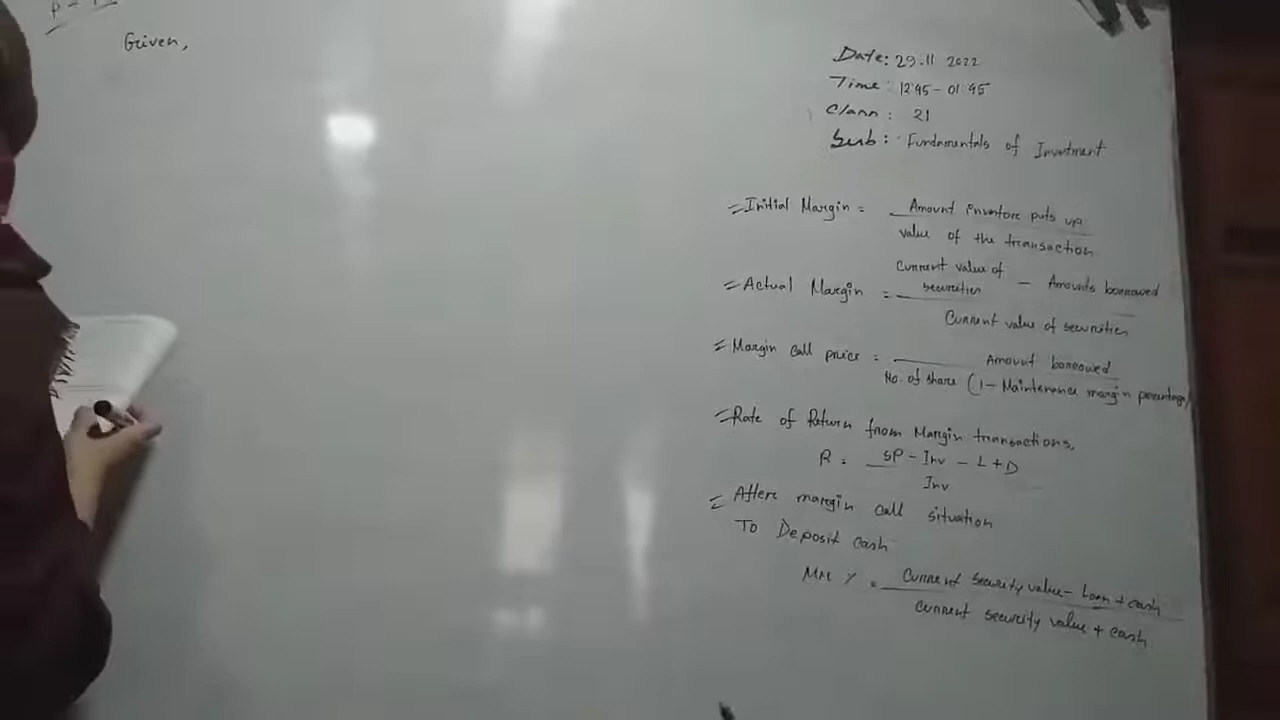 Given,
Date: 29.11 2022
Time: 12:45 - 01:45
Class: 21
Sub: Fundamentals of Investment
⇒ Initial Margin = Amount investore puts up
value of the transaction
⇒ Actual Margin = Current value of securities - Amounts borrowed
Current value of securities
⇒ Margin call price = Amount borrowed
No. of share (1 - Maintenance margin percentage)
⇒ Rate of Return from Margin transactions,
R = SP - Inv - L + D
Inv
⇒ Aftere margin call situation
To Deposit cash
MM % = Current security value - Loan + cash
Current security value + cash